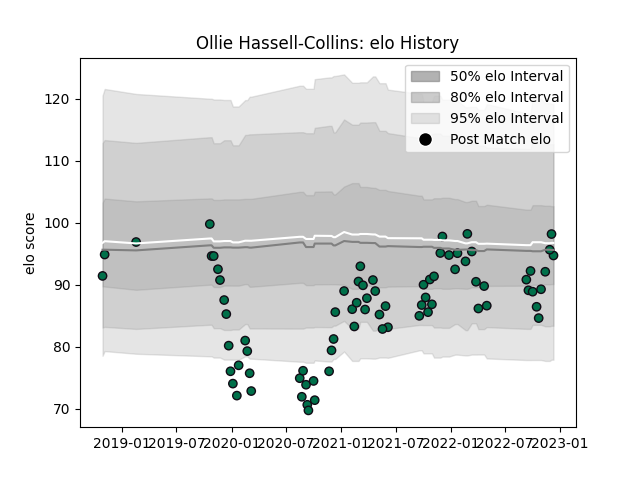 Ollie Hassell-Collins: elo History
50% elo Interval
80% elo Interval
95% elo Interval
Post Match elo
elo score
120
110
100
90
80
70
2019-01 2019-07 2020-01 2020-07 2021-01 2021-07 2022-01 2022-07 2023-01